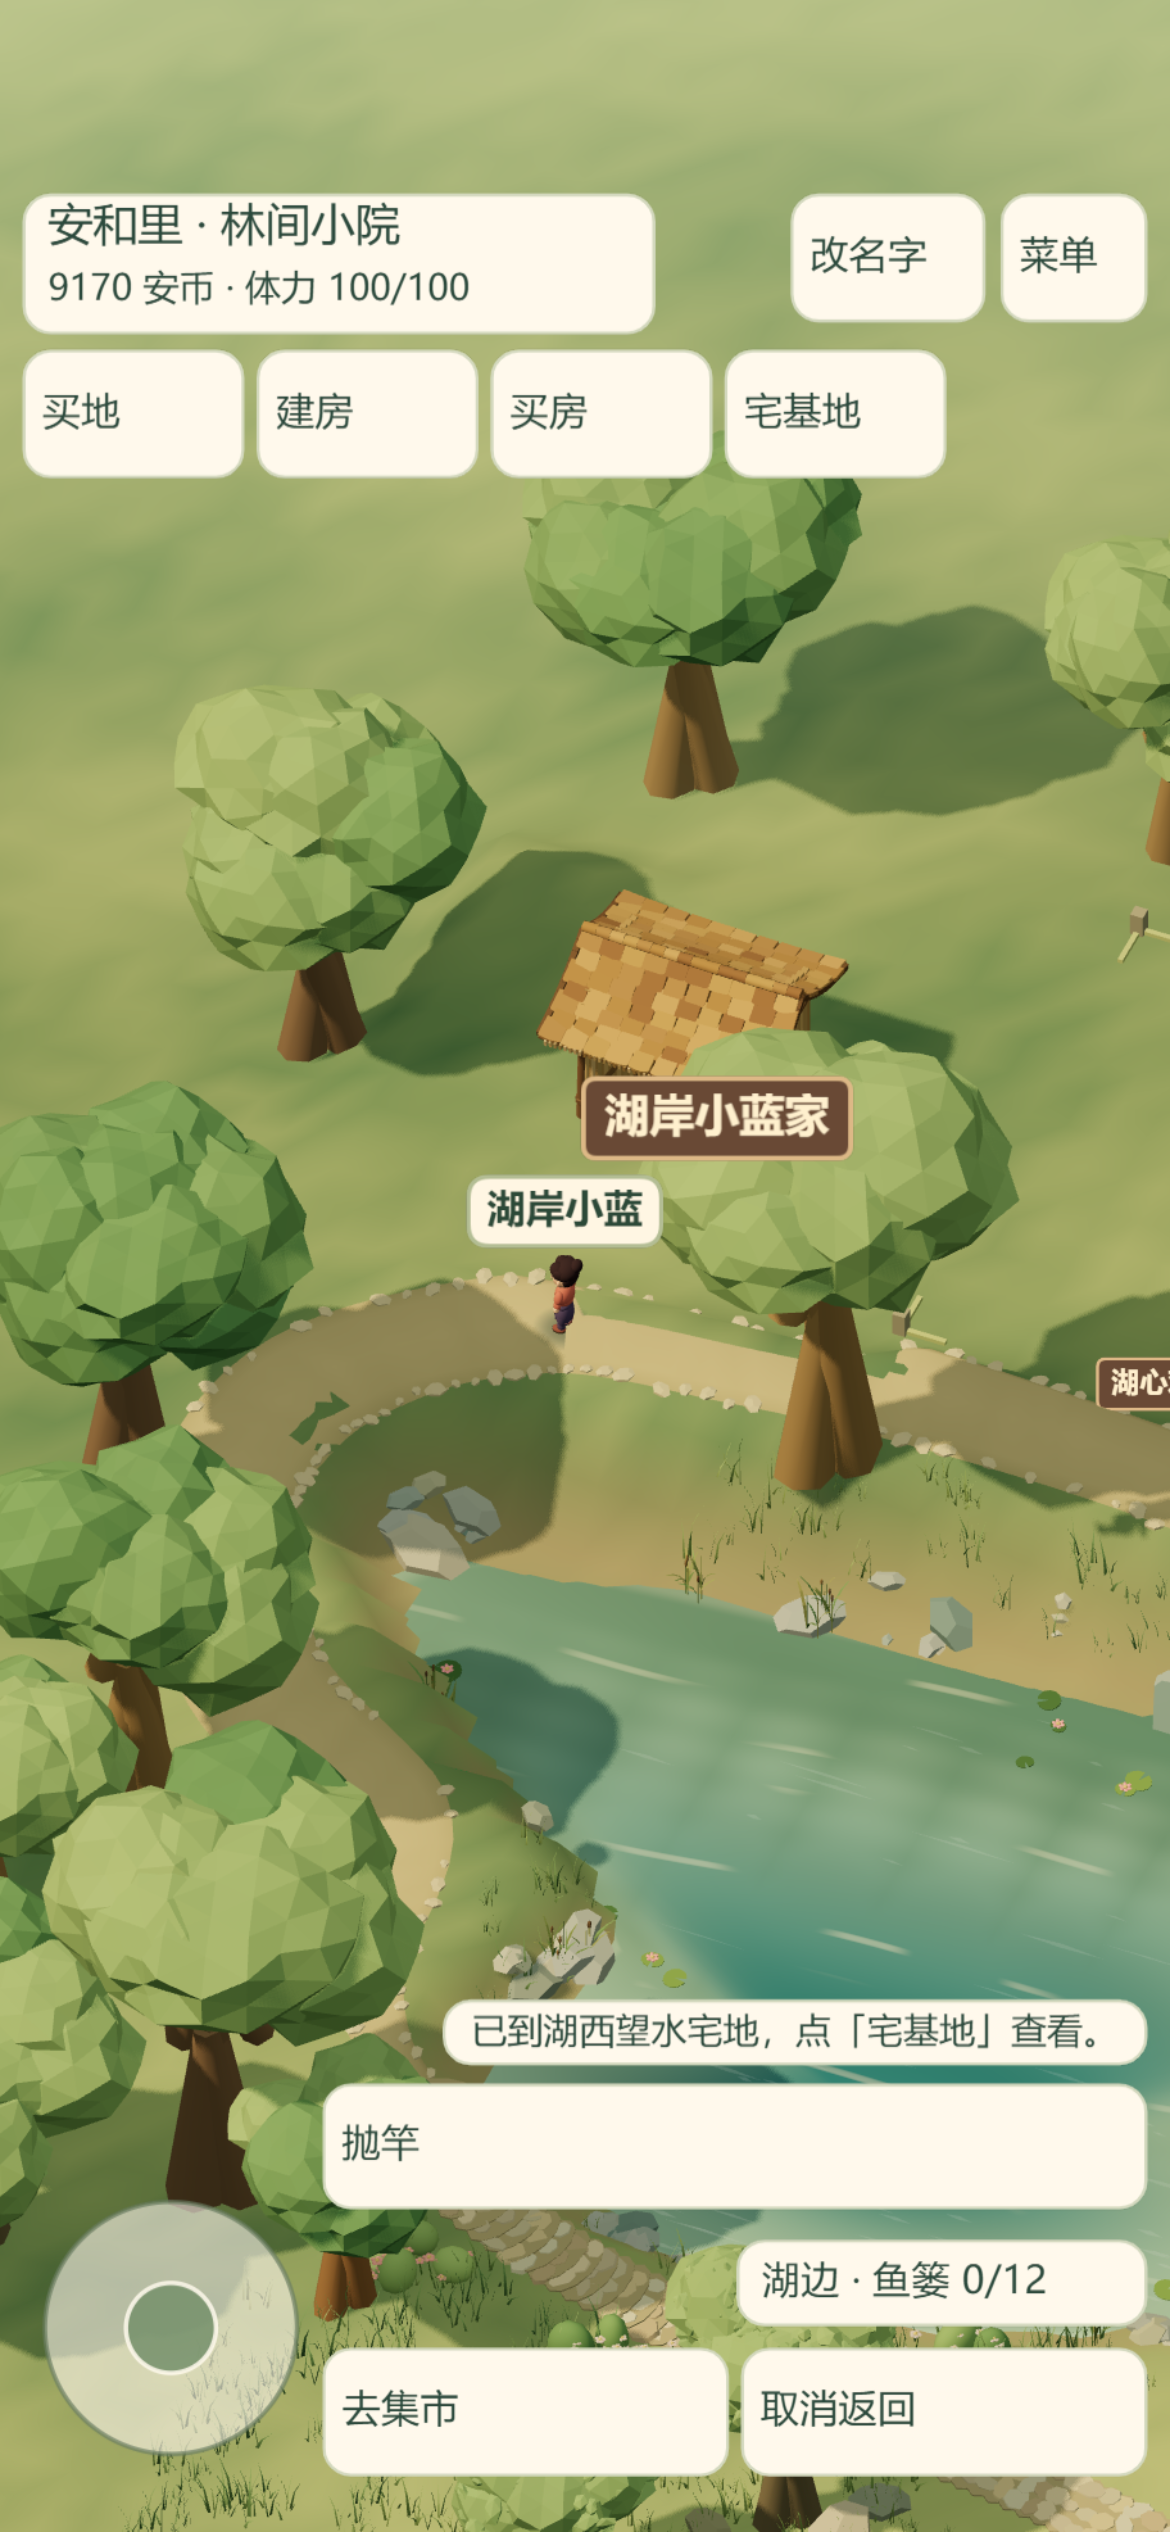 安和里 · 林间小院
9170 安币 · 体力 100/100
改名字
菜单
买地
建房
买房
宅基地
湖岸小蓝家
湖岸小蓝
湖心
已到湖西望水宅地，点「宅基地」查看。
抛竿
湖边 · 鱼篓 0/12
去集市
取消返回